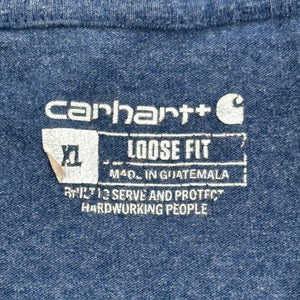 carhartt
XL LOOSE FIT
MADE IN GUATEMALA
BUILT TO SERVE AND PROTECT
HARDWORKING PEOPLE